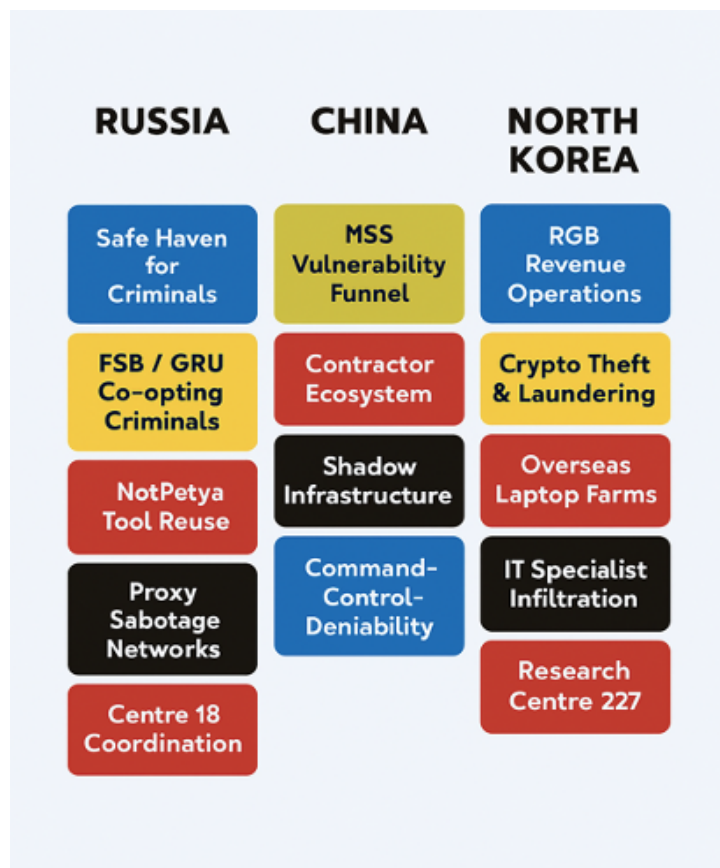 RUSSIA
Safe Haven
for
Criminals
FSB / GRU
Co-opting
Criminals
NotPetya
Tool Reuse
Proxy
Sabotage
Networks
Centre 18
Coordination
CHINA
MSS
Vulnerability
Funnel
Contractor
Ecosystem
Shadow
Infrastructure
Command-
Control-
Deniability
NORTH
KOREA
RGB
Revenue
Operations
Crypto Theft
& Laundering
Overseas
Laptop Farms
IT Specialist
Infiltration
Research
Centre 227